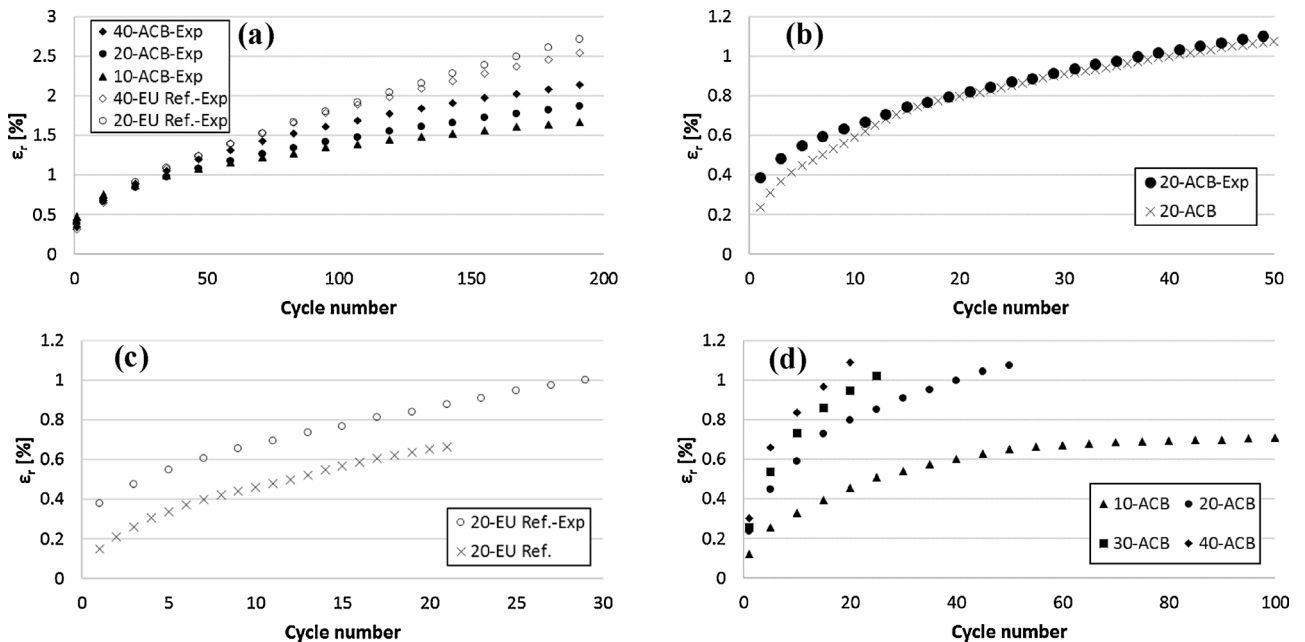 (a)
3
2.5
2
1.5
1
0.5
0
εr [%]
40-ACB-Exp
20-ACB-Exp
10-ACB-Exp
40-EU Ref.-Exp
20-EU Ref.-Exp
0 50 100 150 200
Cycle number
(b)
1.2
1
0.8
0.6
0.4
0.2
0
εr [%]
20-ACB-Exp
20-ACB
0 10 20 30 40 50
Cycle number
(c)
1.2
1
0.8
0.6
0.4
0.2
0
εr [%]
20-EU Ref.-Exp
20-EU Ref.
0 5 10 15 20 25 30
Cycle number
(d)
1.2
1
0.8
0.6
0.4
0.2
0
εr [%]
10-ACB 20-ACB
30-ACB 40-ACB
0 20 40 60 80 100
Cycle number